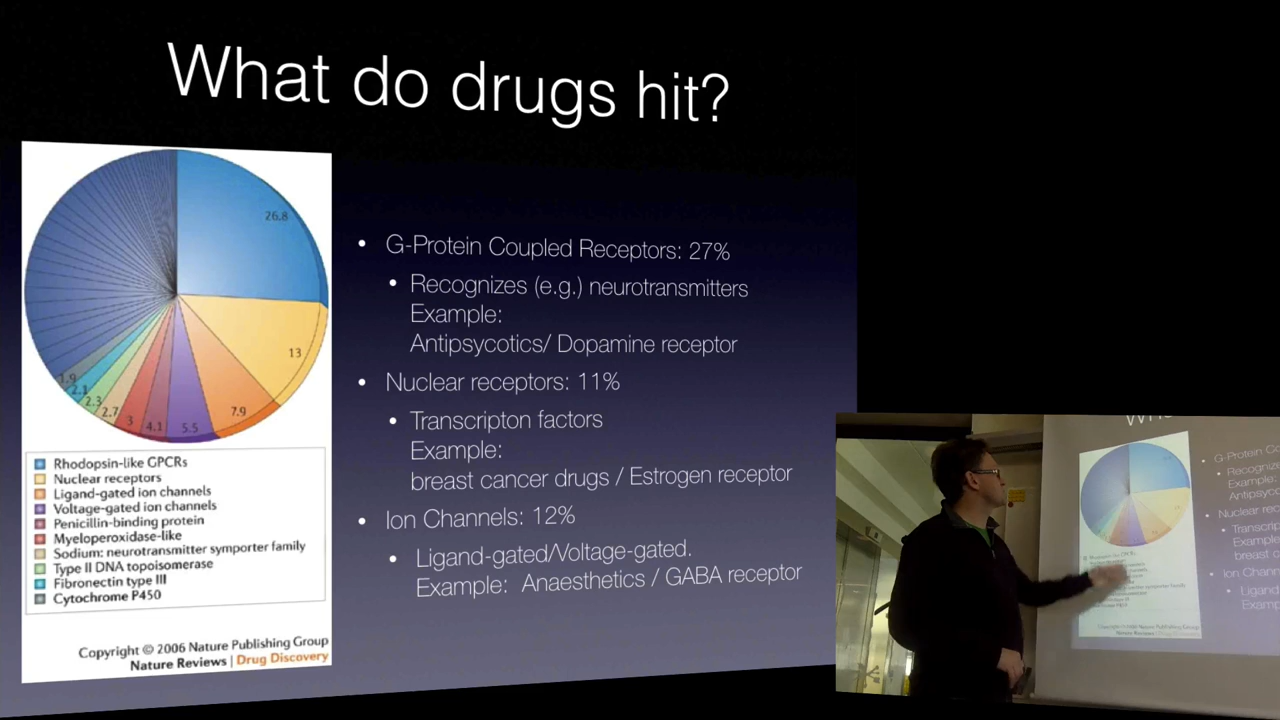 What do drugs hit?
26.8
13
7.9
5.5
4.1
3
2.7
2.3
2.1
1.9
Rhodopsin-like GPCRs
Nuclear receptors
Ligand-gated ion channels
Voltage-gated ion channels
Penicillin-binding protein
Myeloperoxidase-like
Sodium: neurotransmitter symporter family
Type II DNA topoisomerase
Fibronectin type III
Cytochrome P450
Copyright © 2006 Nature Publishing Group
Nature Reviews | Drug Discovery
• G-Protein Coupled Receptors: 27%
• Recognizes (e.g.) neurotransmitters
Example:
Antipsycotics/ Dopamine receptor
• Nuclear receptors: 11%
• Transcripton factors
Example:
breast cancer drugs / Estrogen receptor
• Ion Channels: 12%
• Ligand-gated/Voltage-gated.
Example: Anaesthetics / GABA receptor